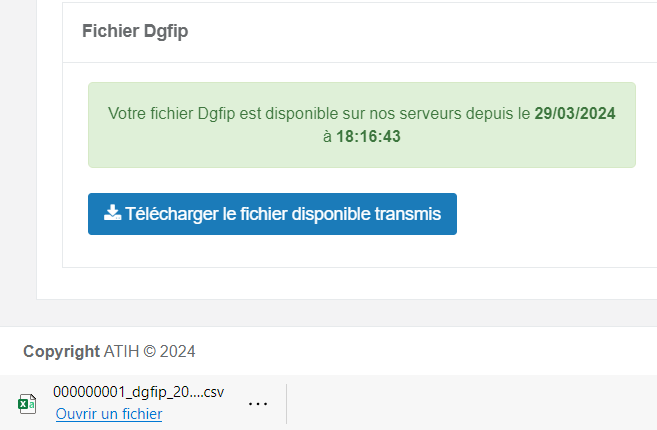 Fichier Dgfip
Votre fichier Dgfip est disponible sur nos serveurs depuis le 29/03/2024
à 18:16:43
Télécharger le fichier disponible transmis
Copyright ATIH © 2024
000000001_dgfip_20....csv
Ouvrir un fichier